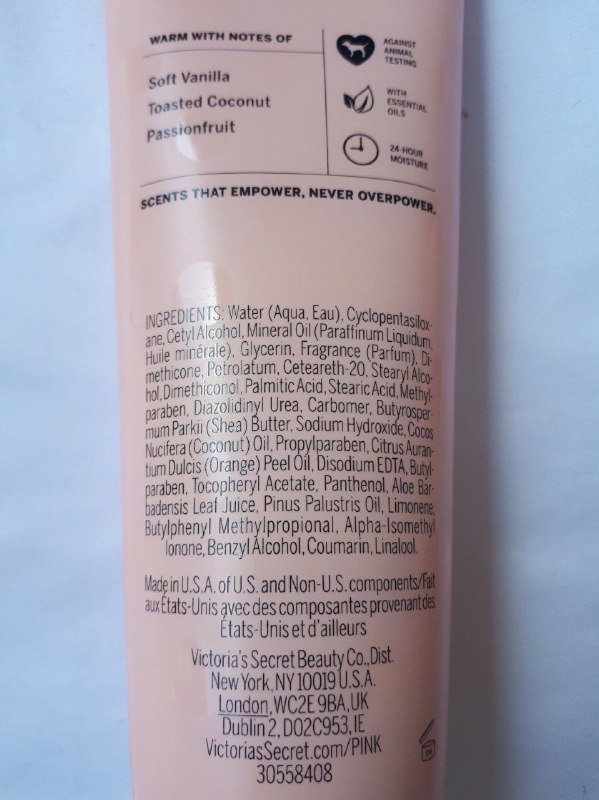 WARM WITH NOTES OF
Soft Vanilla
Toasted Coconut
Passionfruit
AGAINST
ANIMAL
TESTING
WITH
ESSENTIAL
OILS
24-HOUR
MOISTURE
SCENTS THAT EMPOWER, NEVER OVERPOWER.
INGREDIENTS: Water (Aqua, Eau), Cyclopentasilox-
ane, Cetyl Alcohol, Mineral Oil (Paraffinum Liquidum,
Huile minérale), Glycerin, Fragrance (Parfum), Di-
methicone, Petrolatum, Ceteareth-20, Stearyl Alco-
hol, Dimethiconol, Palmitic Acid, Stearic Acid, Methyl-
paraben, Diazolidinyl Urea, Carbomer, Butyrosper-
mum Parkii (Shea) Butter, Sodium Hydroxide, Cocos
Nucifera (Coconut) Oil, Propylparaben, Citrus Auran-
tium Dulcis (Orange) Peel Oil, Disodium EDTA, Butyl-
paraben, Tocopheryl Acetate, Panthenol, Aloe Bar-
badensis Leaf Juice, Pinus Palustris Oil, Limonene,
Butylphenyl Methylpropional, Alpha-Isomethyl
Ionone, Benzyl Alcohol, Coumarin, Linalool.
Made in U.S.A. of U.S. and Non-U.S. components/Fait
aux États-Unis avec des composantes provenant des
États-Unis et d'ailleurs
Victoria's Secret Beauty Co., Dist.
New York, NY 10019 U.S.A.
London, WC2E 9BA, UK
Dublin 2, D02C953, IE
VictoriasSecret.com/PINK
30558408